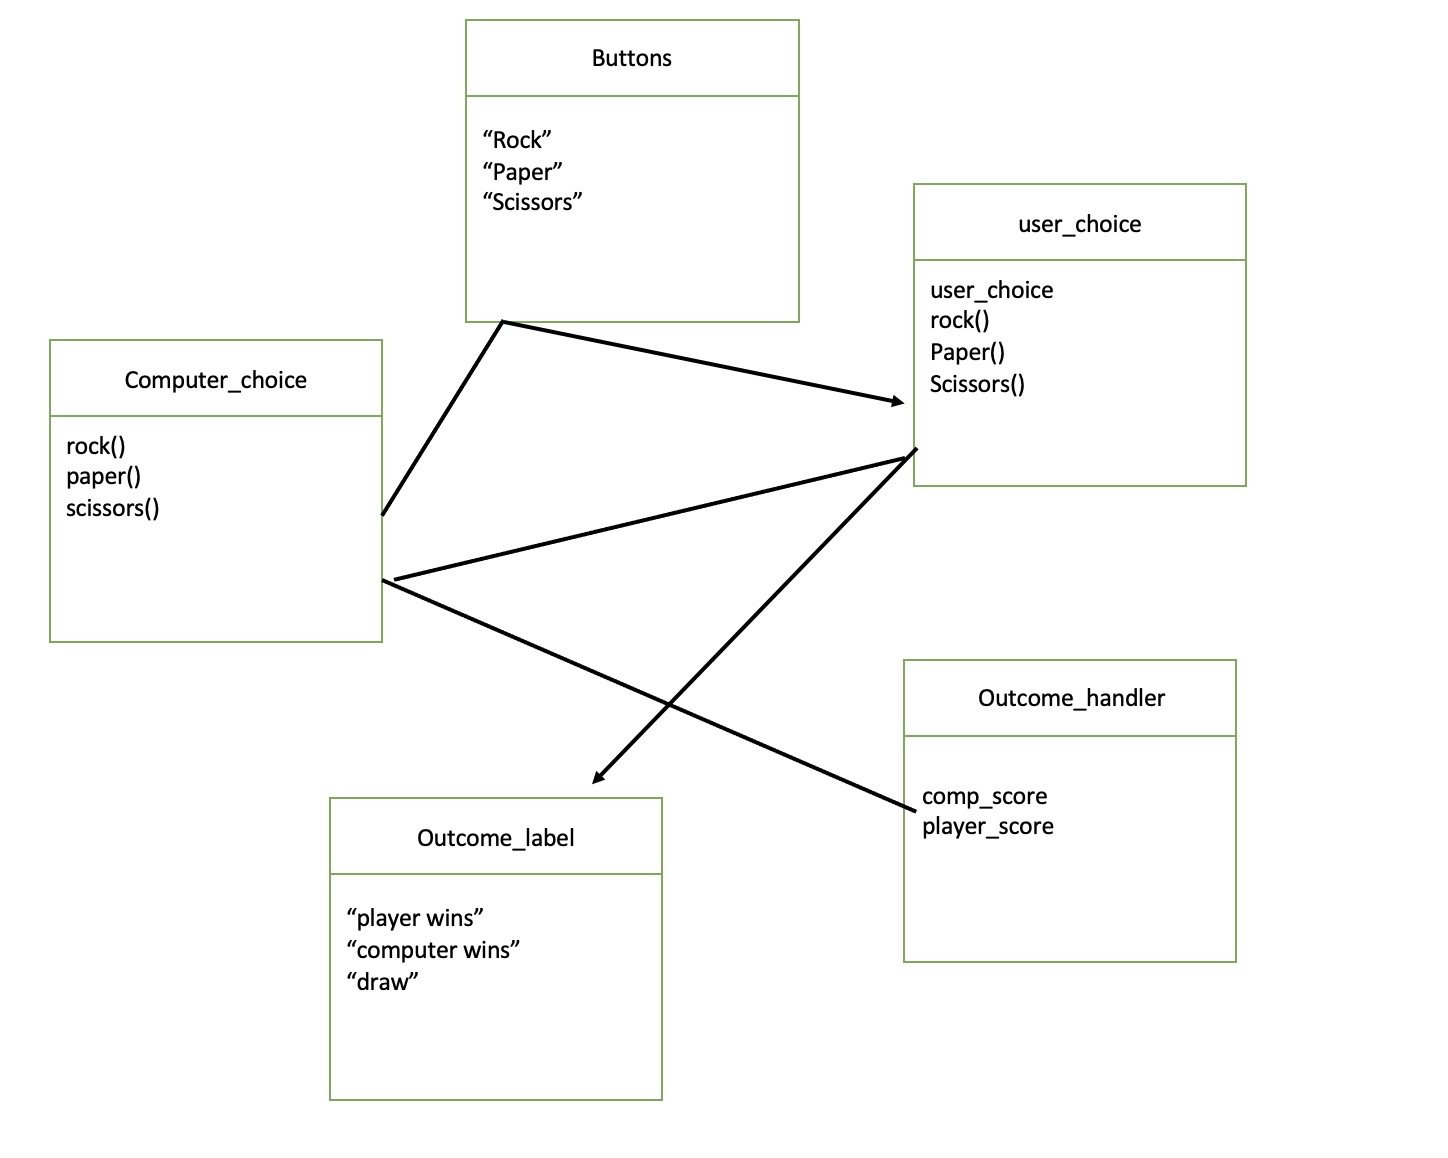 Buttons
“Rock”
“Paper”
“Scissors”
user_choice
user_choice
rock()
Paper()
Scissors()
Computer_choice
rock()
paper()
scissors()
Outcome_handler
comp_score
player_score
Outcome_label
“player wins”
“computer wins”
“draw”